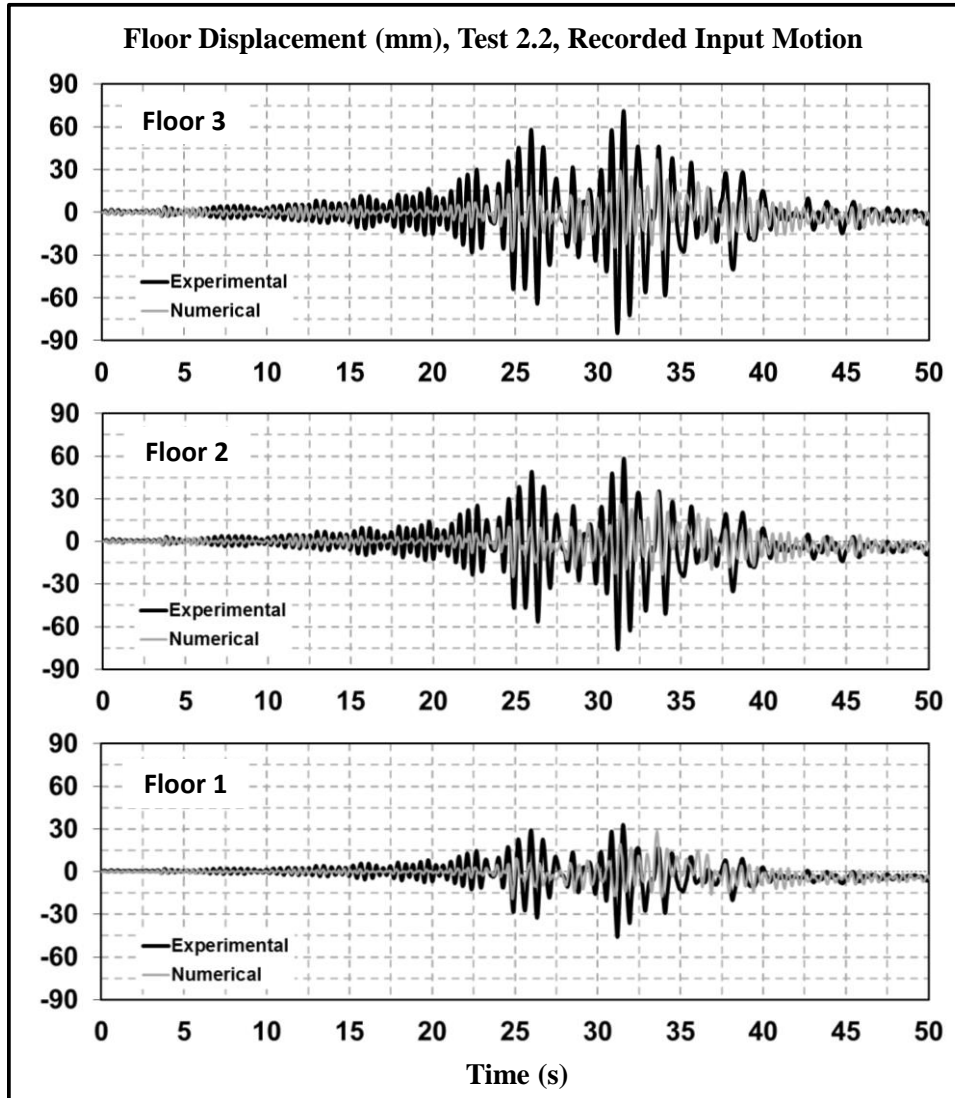 Floor Displacement (mm), Test 2.2, Recorded Input Motion
90
60
30
0
-30
-60
-90
Floor 3
Experimental
Numerical
0 5 10 15 20 25 30 35 40 45 50
90
60
30
0
-30
-60
-90
Floor 2
Experimental
Numerical
0 5 10 15 20 25 30 35 40 45 50
90
60
30
0
-30
-60
-90
Floor 1
Experimental
Numerical
0 5 10 15 20 25 30 35 40 45 50
Time (s)